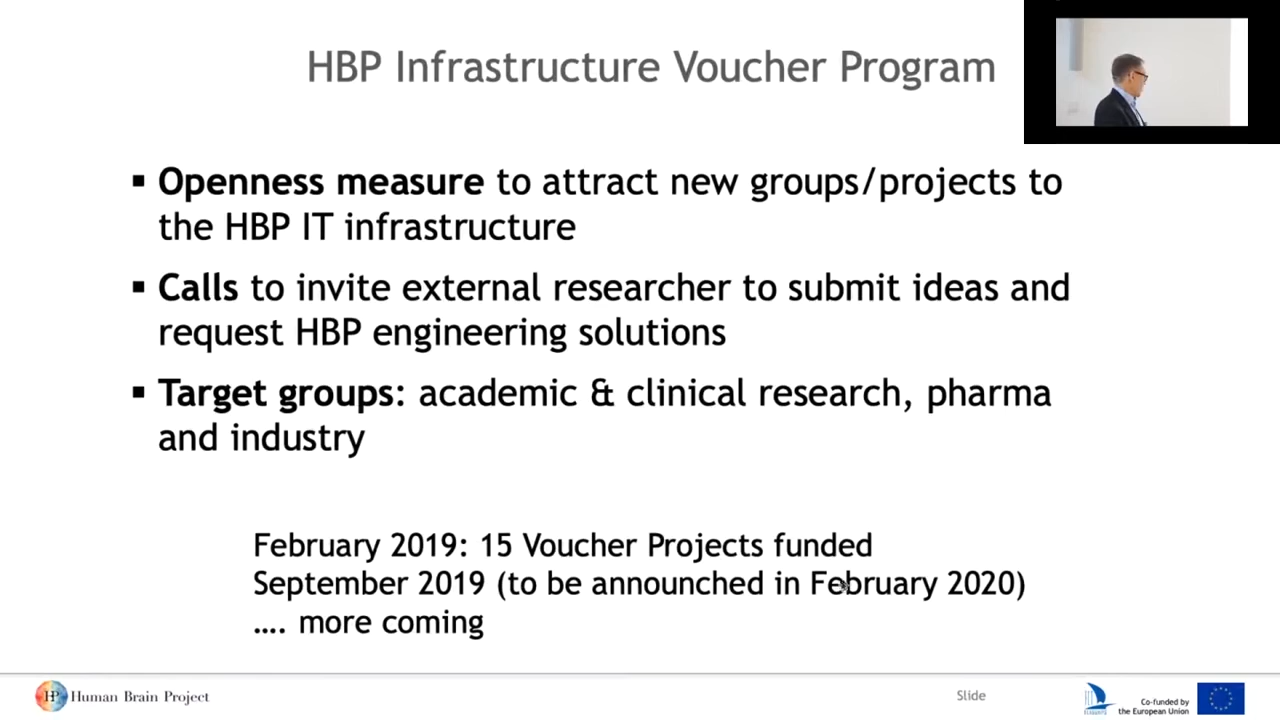 HBP Infrastructure Voucher Program
▪ Openness measure to attract new groups/projects to
the HBP IT infrastructure
▪ Calls to invite external researcher to submit ideas and
request HBP engineering solutions
▪ Target groups: academic & clinical research, pharma
and industry
February 2019: 15 Voucher Projects funded
September 2019 (to be announched in February 2020)
…. more coming
HP Human Brain Project
Slide
Co-funded by
the European Union